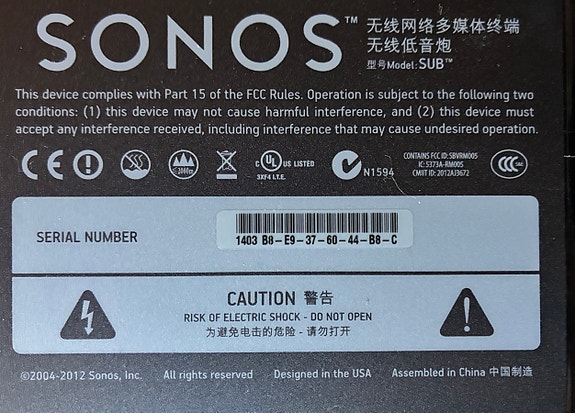 SONOS™
无线网络多媒体终端
无线低音炮
型号Model: SUB™
This device complies with Part 15 of the FCC Rules. Operation is subject to the following two
conditions: (1) this device may not cause harmful interference, and (2) this device must
accept any interference received, including interference that may cause undesired operation.
CE
≤2000m
C UL US LISTED
3XF4 I.T.E.
N1594
CONTAINS FCC ID: SBVRM005
IC: 5373A-RM005
CMIIT ID: 2012AJ3672
CCC S&E
SERIAL NUMBER
1403 B8-E9-37-60-44-B8-C
CAUTION 警告
RISK OF ELECTRIC SHOCK - DO NOT OPEN
为避免电击的危险 - 请勿打开
©2004-2012 Sonos, Inc. All rights reserved Designed in the USA Assembled in China 中国制造